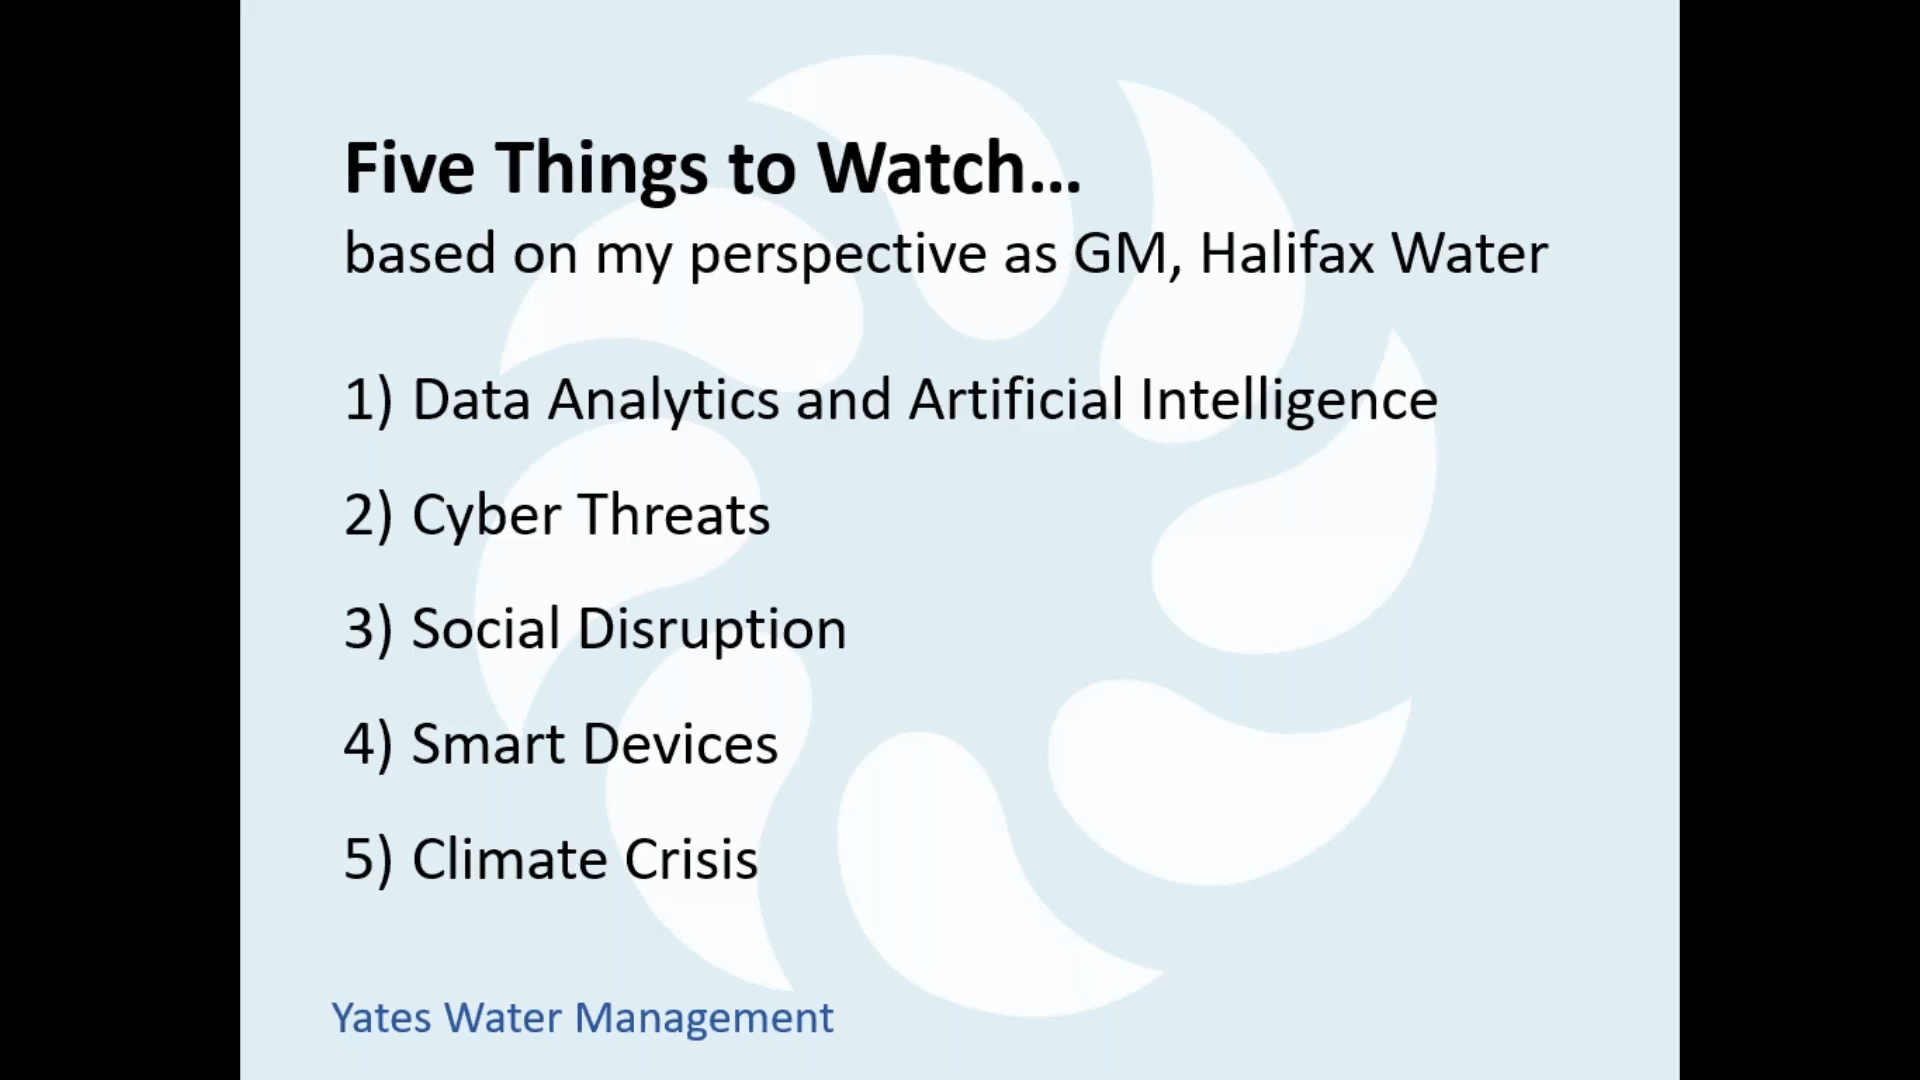 Five Things to Watch...
based on my perspective as GM, Halifax Water
1) Data Analytics and Artificial Intelligence
2) Cyber Threats
3) Social Disruption
4) Smart Devices
5) Climate Crisis
Yates Water Management